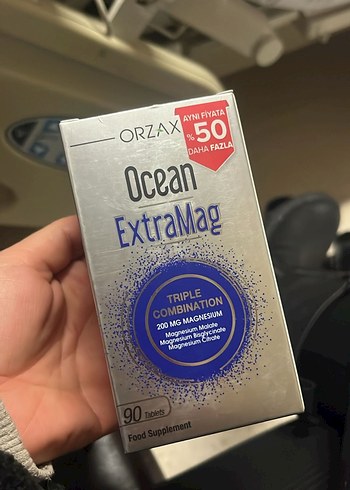 ORZAX
AYNI FİYATA
%50
DAHA FAZLA
Ocean
ExtraMag
TRIPLE
COMBINATION
200 MG MAGNESIUM
Magnesium Malate
Magnesium Bisglycinate
Magnesium Citrate
90 Tablets
Food Supplement